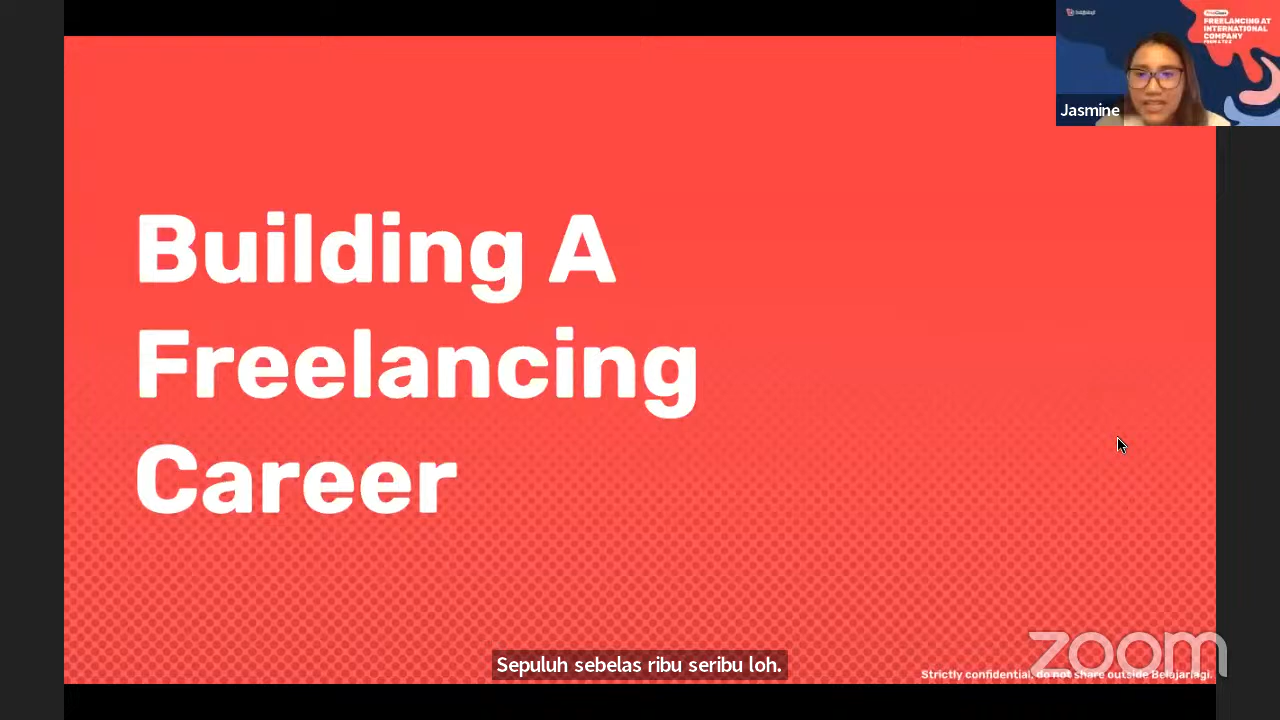 FREELANCING AT
INTERNATIONAL
COMPANY
Jasmine
Building A
Freelancing
Career
Sepuluh sebelas ribu seribu loh.
zoom
Strictly confidential, do not share outside Belajarlagi.